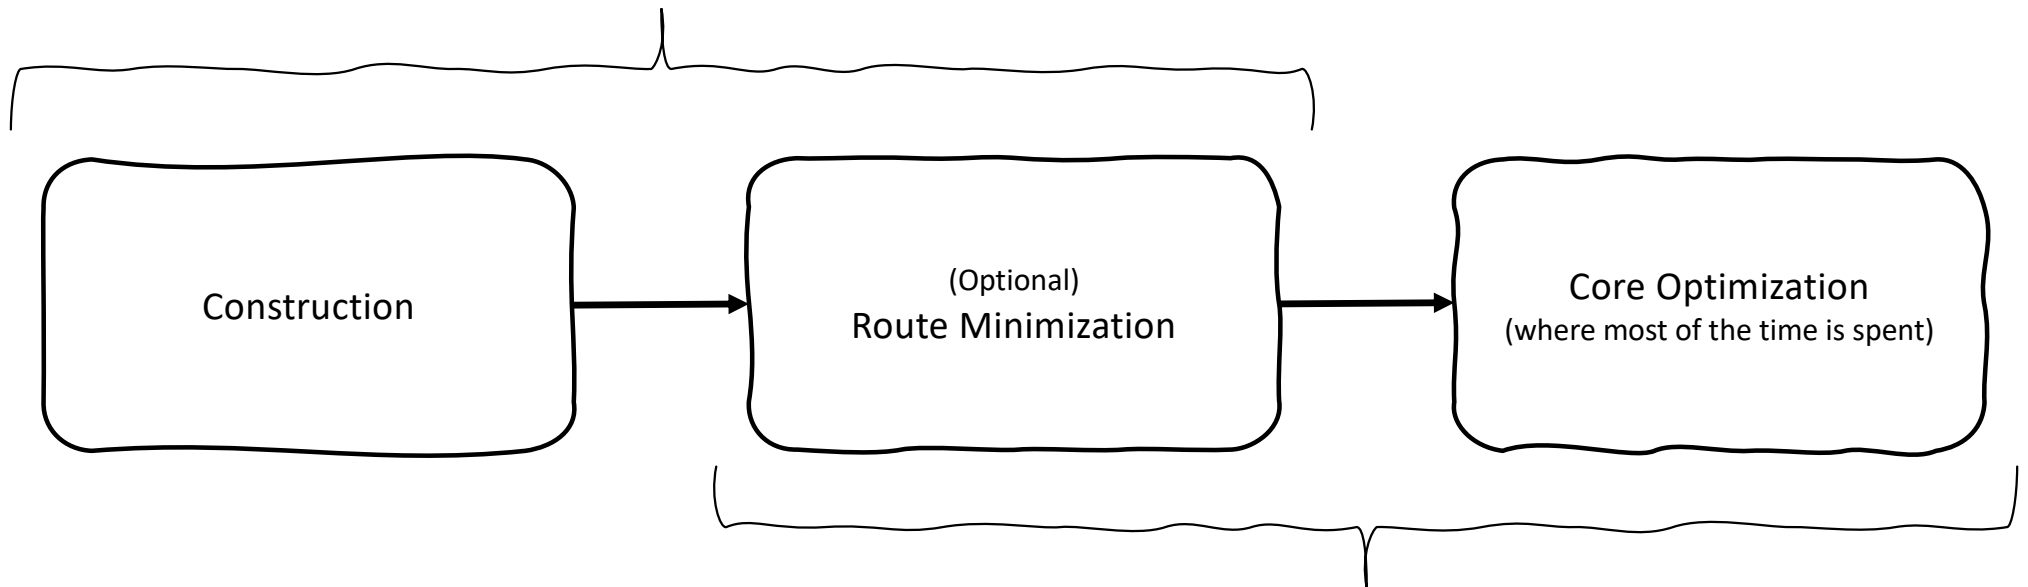 Construction
(Optional)
Route Minimization
Core Optimization
(where most of the time is spent)